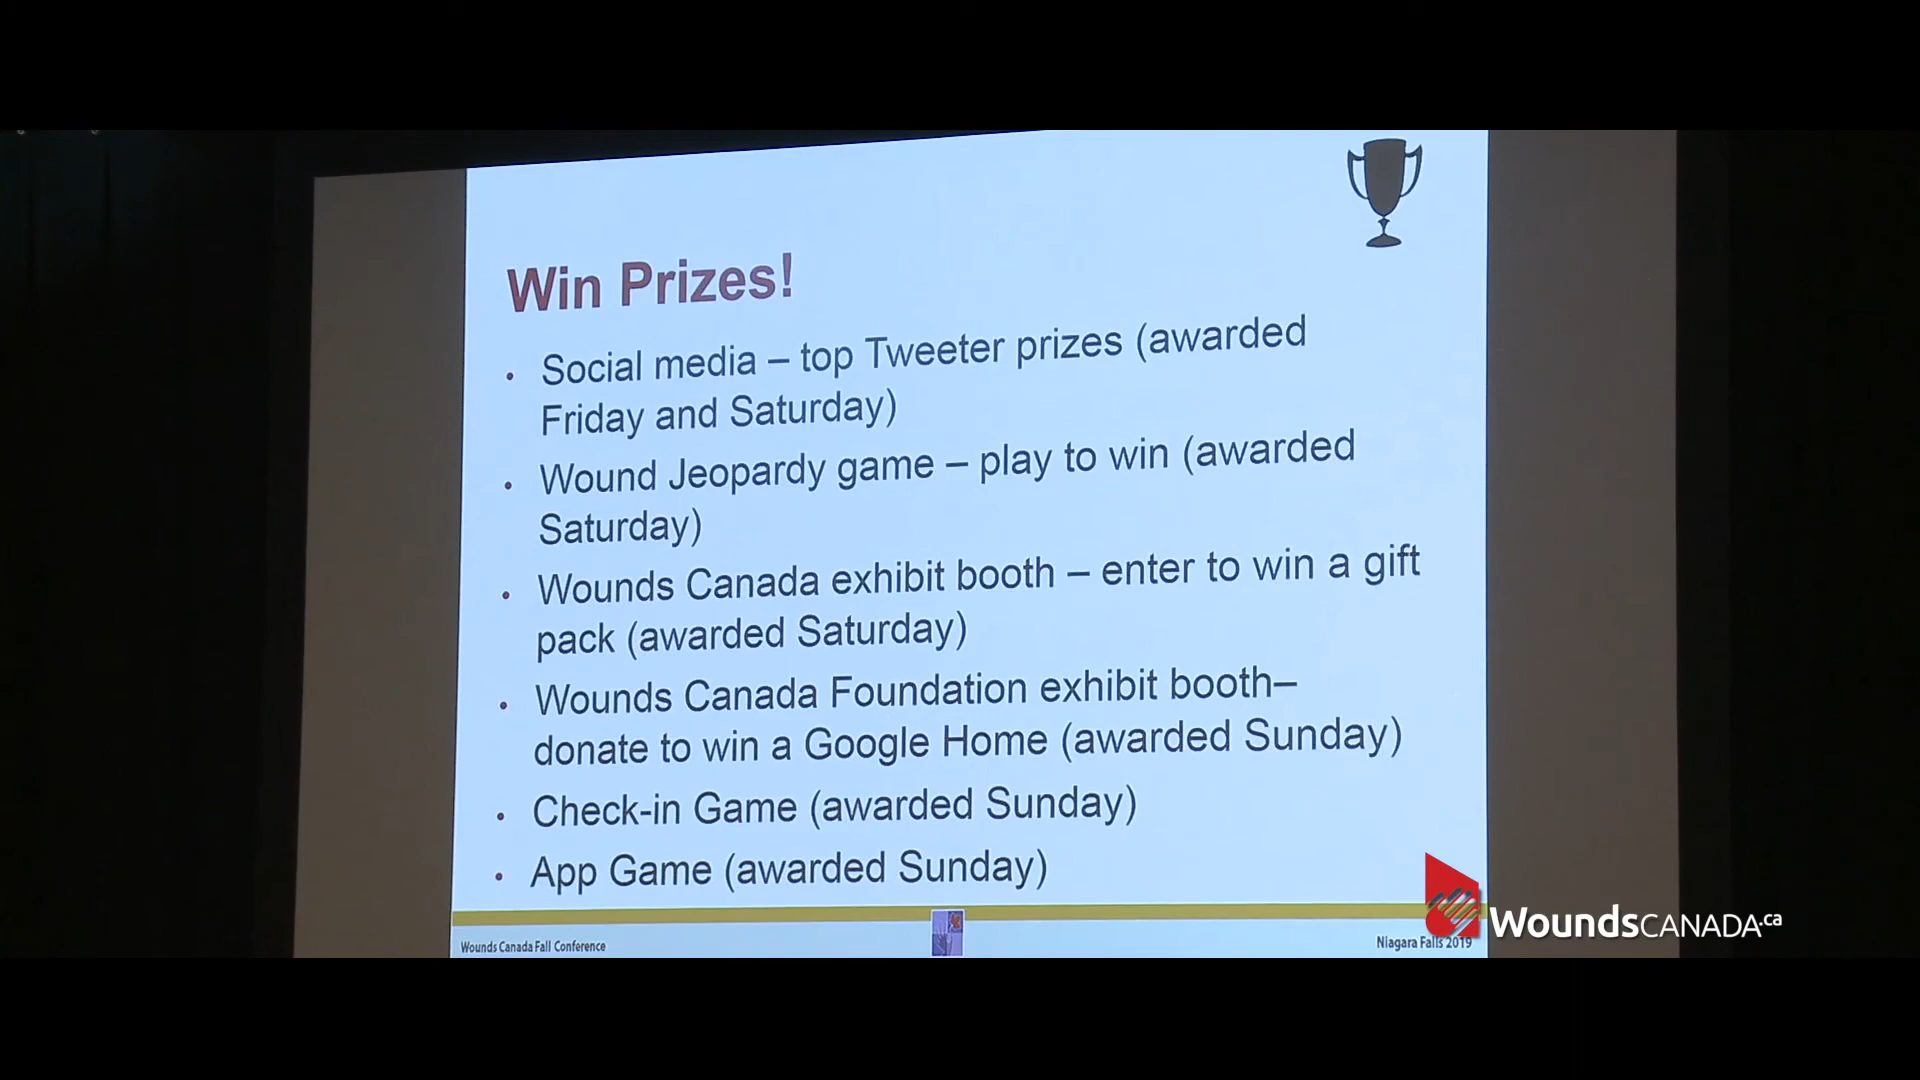 Win Prizes!
• Social media – top Tweeter prizes (awarded
Friday and Saturday)
• Wound Jeopardy game – play to win (awarded
Saturday)
• Wounds Canada exhibit booth – enter to win a gift
pack (awarded Saturday)
• Wounds Canada Foundation exhibit booth–
donate to win a Google Home (awarded Sunday)
• Check-in Game (awarded Sunday)
• App Game (awarded Sunday)
Wounds Canada Fall Conference
Niagara Falls 2019
WoundsCANADA.ca